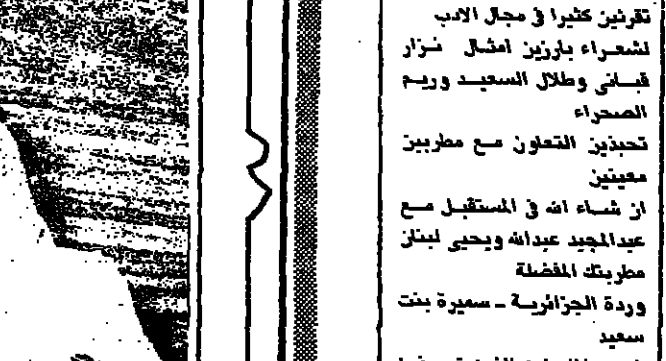 تقرئين كثيرا في مجال الادب
لشعراء بارزين امثال نزار
قبانى وطلال السعيد وريم
الصحراء
تحبذين التعاون مع مطربين
معينين
ان شاء الله في المستقبل مع
عبدالمجيد عبدالله ويحيى لبنان
مطربتك المفضلة
وردة الجزائرية ـ سميرة بنت
سعيد